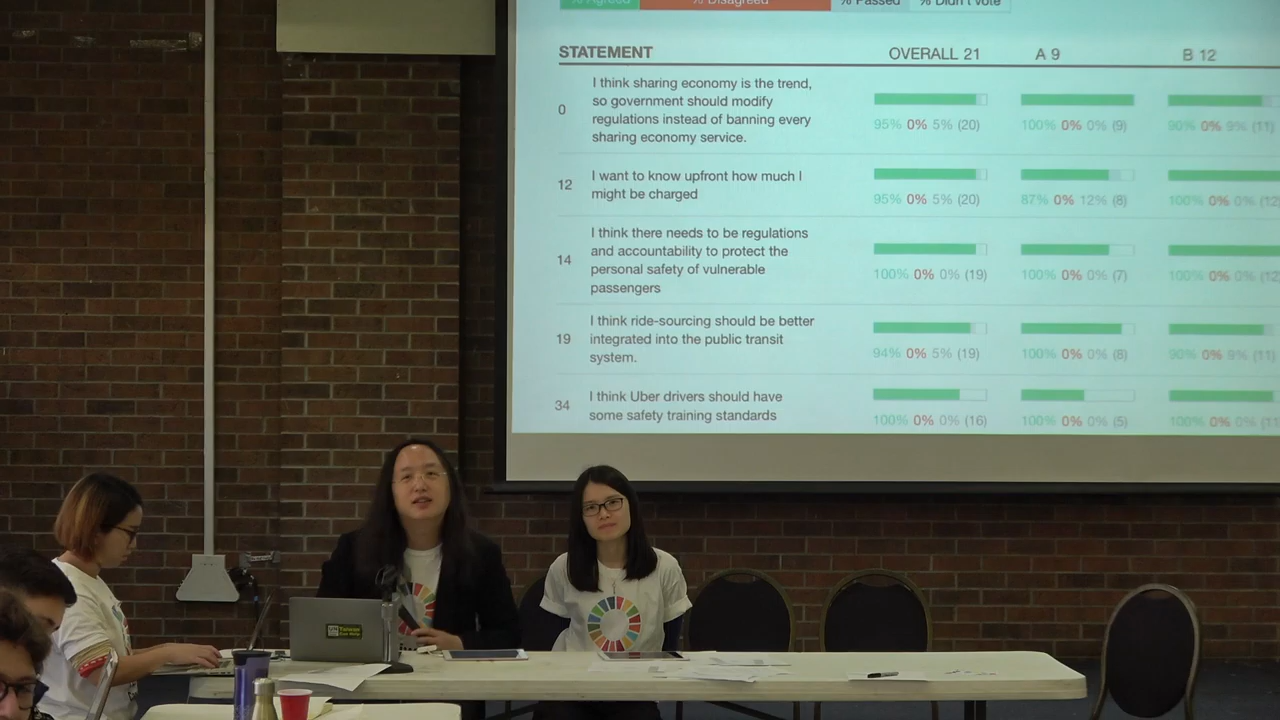 % Agreed % Disagreed % Passed % Didn't vote
STATEMENT OVERALL 21 A 9 B 12
0 I think sharing economy is the trend,
so government should modify
regulations instead of banning every
sharing economy service.
95% 0% 5% (20) 100% 0% 0% (9) 90% 0% 9% (11)
12 I want to know upfront how much I
might be charged
95% 0% 5% (20) 87% 0% 12% (8) 100% 0% 0% (12
14 I think there needs to be regulations
and accountability to protect the
personal safety of vulnerable
passengers
100% 0% 0% (19) 100% 0% 0% (7) 100% 0% 0% (12
19 I think ride-sourcing should be better
integrated into the public transit
system.
94% 0% 5% (19) 100% 0% 0% (8) 90% 0% 9% (11)
34 I think Uber drivers should have
some safety training standards
100% 0% 0% (16) 100% 0% 0% (5) 100% 0% 0% (11
Taiwan
Can Help